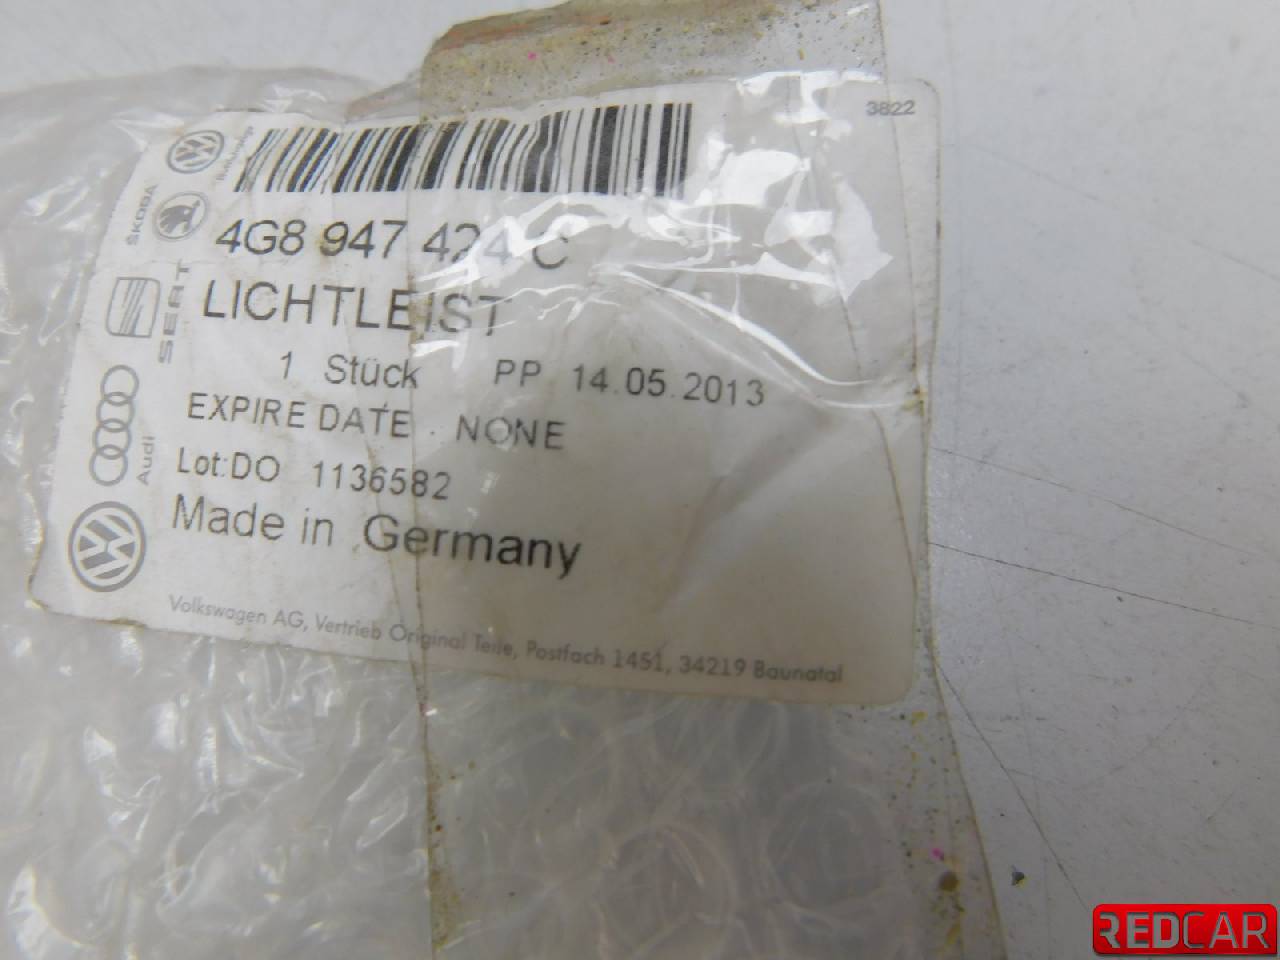 3822
4G8 947 424 C
LICHTLEIST
1 Stück PP 14.05.2013
EXPIRE DATE . NONE
Lot:DO 1136582
Made in Germany
Volkswagen AG, Vertrieb Original Teile, Postfach 1451, 34219 Baunatal
ŠKODA
SEAT
Audi
REDCAR